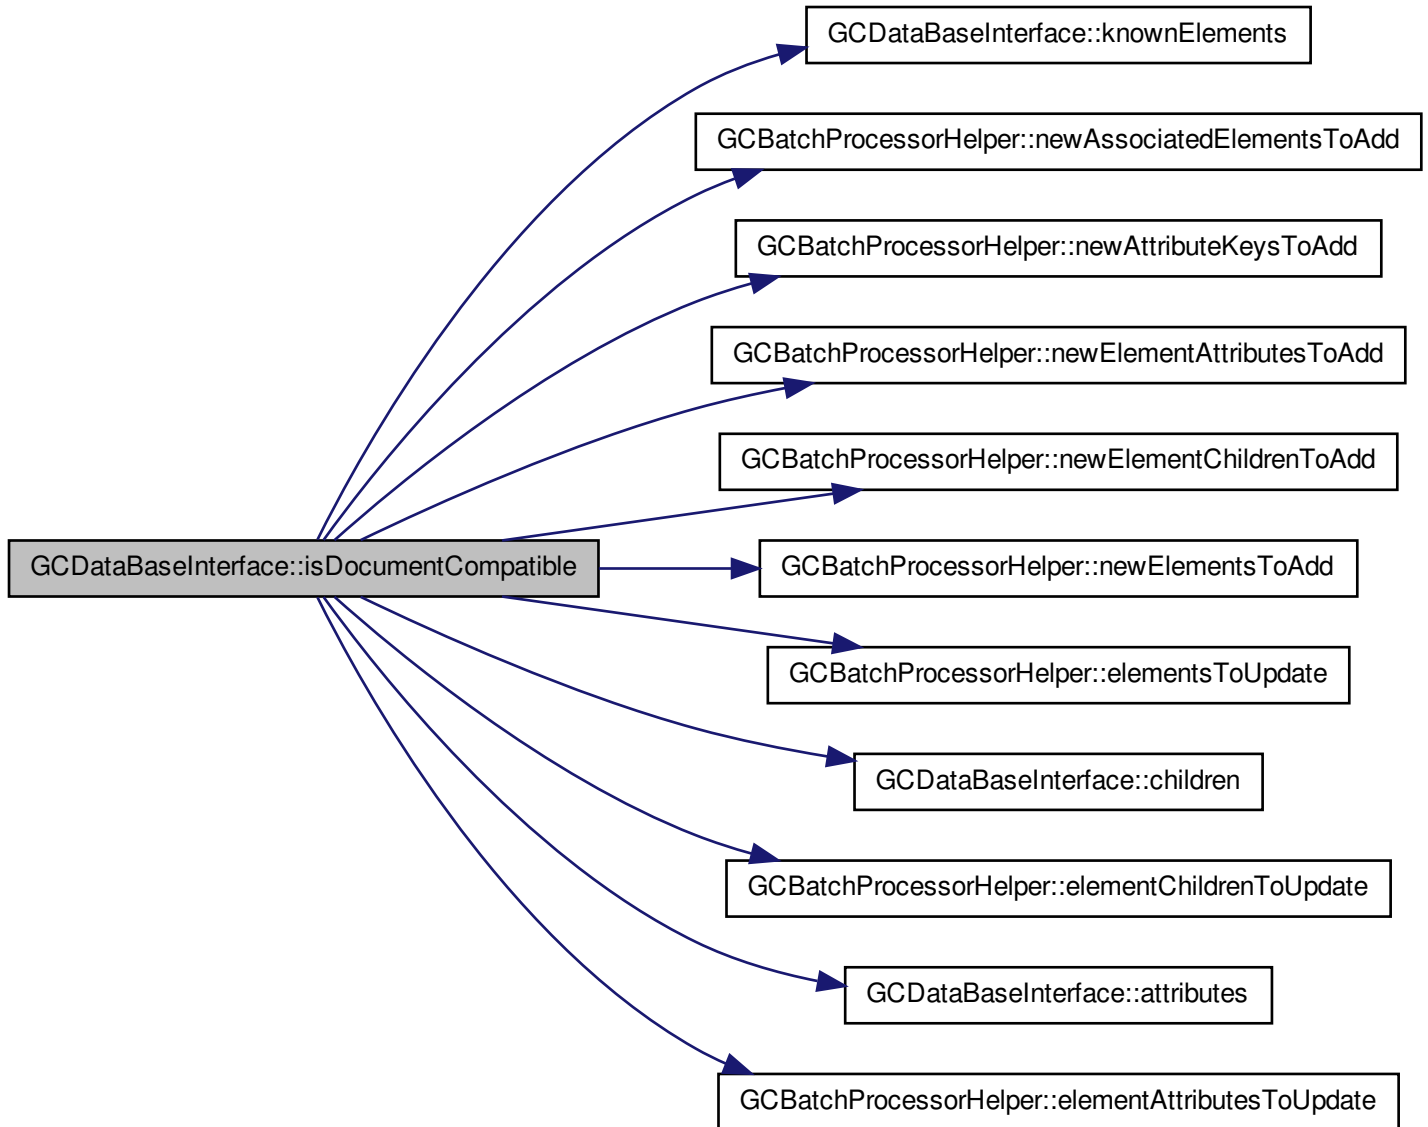 GCDataBaseInterface::knownElements
GCBatchProcessorHelper::newAssociatedElementsToAdd
GCBatchProcessorHelper::newAttributeKeysToAdd
GCBatchProcessorHelper::newElementAttributesToAdd
GCBatchProcessorHelper::newElementChildrenToAdd
GCDataBaseInterface::isDocumentCompatible
GCBatchProcessorHelper::newElementsToAdd
GCBatchProcessorHelper::elementsToUpdate
GCDataBaseInterface::children
GCBatchProcessorHelper::elementChildrenToUpdate
GCDataBaseInterface::attributes
GCBatchProcessorHelper::elementAttributesToUpdate